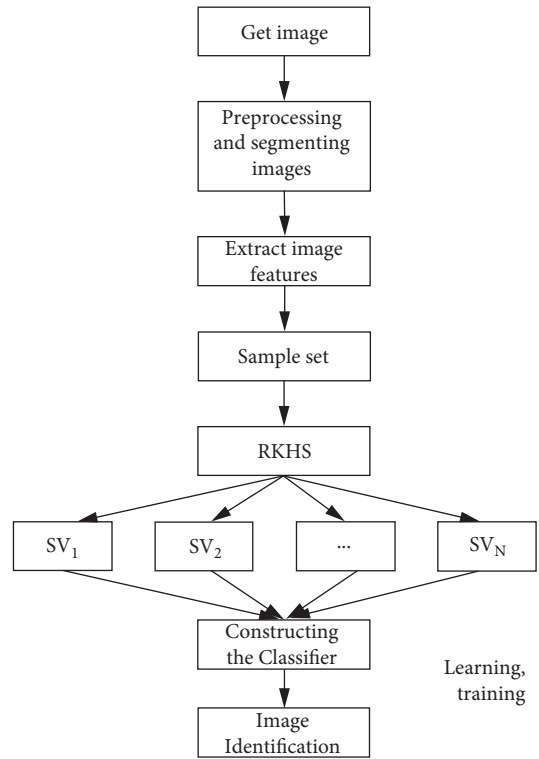 Get image
Preprocessing
and segmenting
images
Extract image
features
Sample set
RKHS
SV₁
SV₂
...
SV_N
Constructing
the Classifier
Learning,
training
Image
Identification